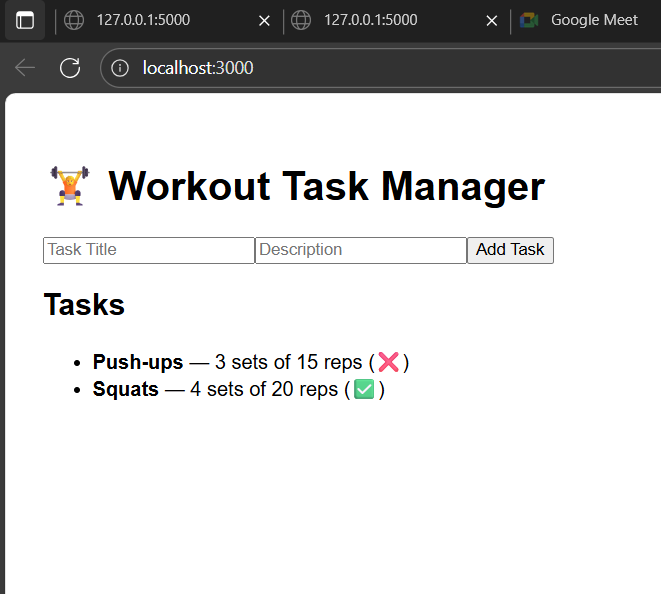 127.0.0.1:5000 127.0.0.1:5000 Google Meet
localhost:3000
🏋️ Workout Task Manager
Task Title Description Add Task
Tasks
• Push-ups — 3 sets of 15 reps (❌)
• Squats — 4 sets of 20 reps (✅)